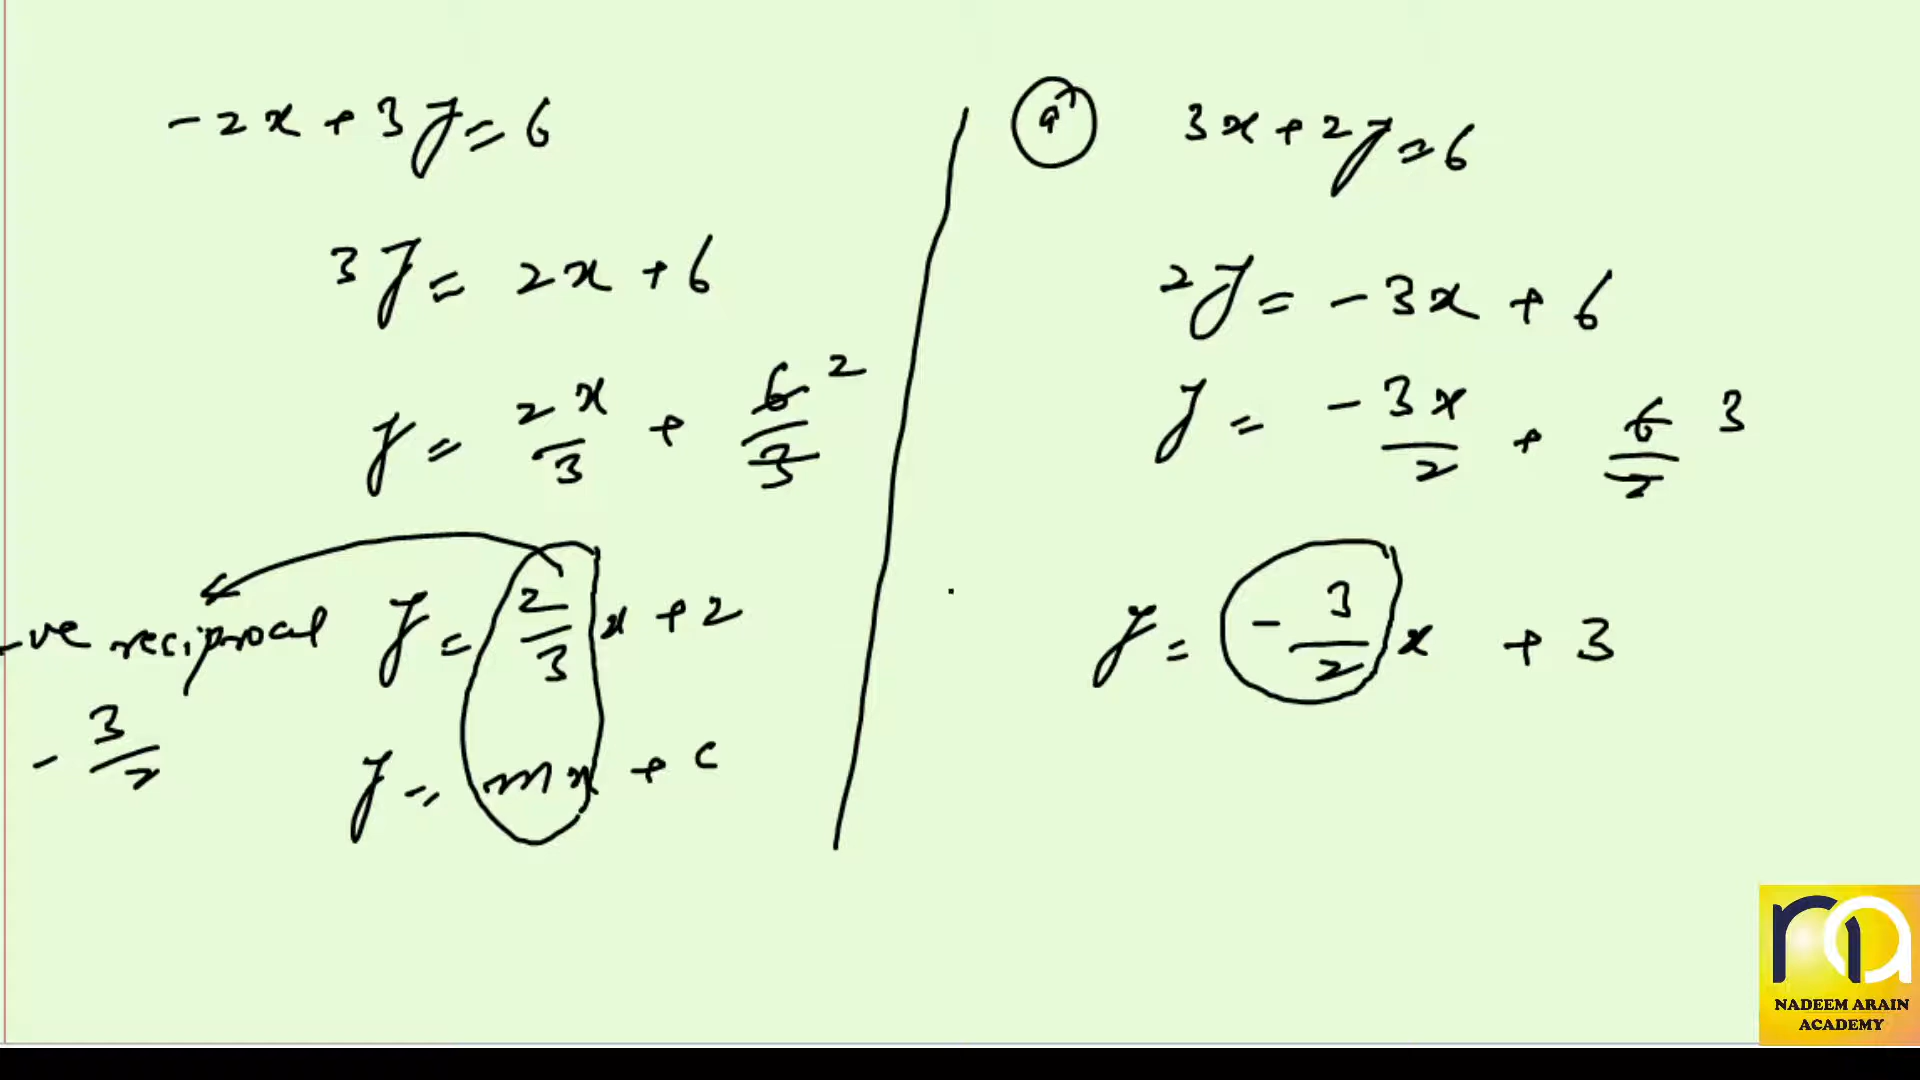 -2x + 3y = 6
3y = 2x + 6
y = 2x/3 + 6/3 2
y = 2/3 x + 2
-ve reciprocal
- 3/2
y = mx + c
a
3x + 2y = 6
2y = -3x + 6
y = -3x/2 + 6/2 3
y = -3/2 x + 3
na
NADEEM ARAIN
ACADEMY